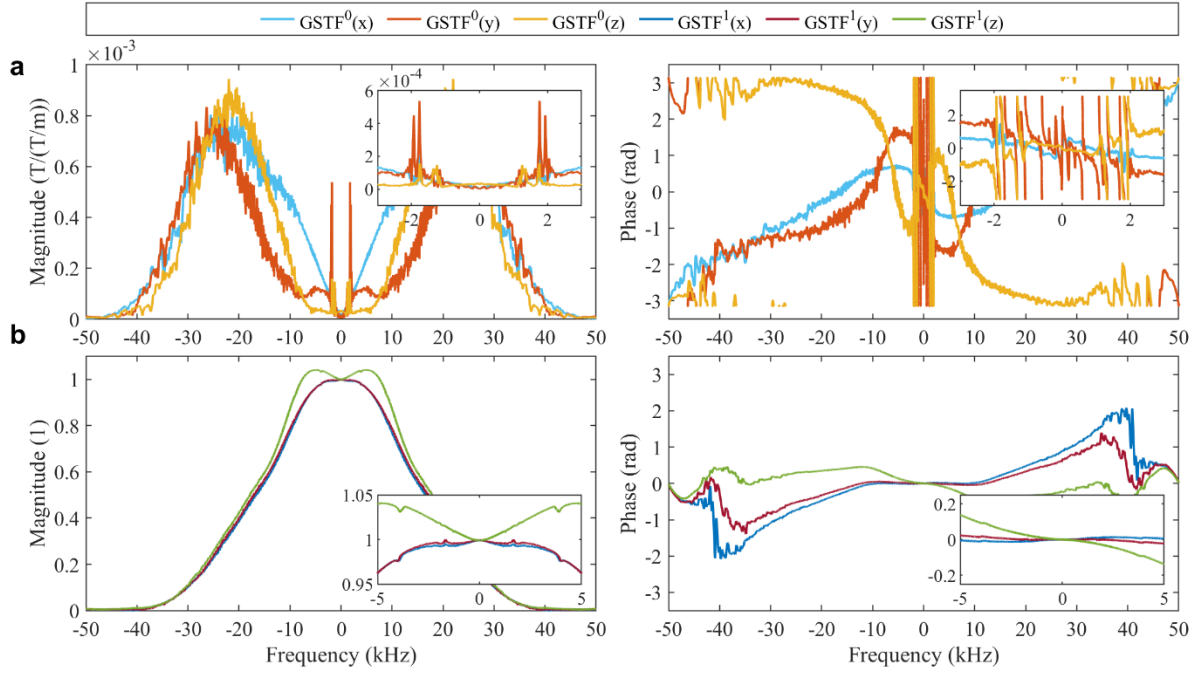 GSTF⁰(x) GSTF⁰(y) GSTF⁰(z) GSTF¹(x) GSTF¹(y) GSTF¹(z)
a
×10⁻³
Magnitude (T/(T/m))
1
0.8
0.6
0.4
0.2
0
-50 -40 -30 -20 -10 0 10 20 30 40 50
×10⁻⁴
6
4
2
0
-2 0 2
Phase (rad)
3
2
1
0
-1
-2
-3
-50 -40 -30 -20 -10 0 10 20 30 40 50
2
0
-2
-2 0 2
b
Magnitude (1)
1
0.8
0.6
0.4
0.2
0
-50 -40 -30 -20 -10 0 10 20 30 40 50
Frequency (kHz)
1.05
1
0.95
-5 0 5
Phase (rad)
3
2
1
0
-1
-2
-3
-50 -40 -30 -20 -10 0 10 20 30 40 50
Frequency (kHz)
0.2
0
-0.2
-5 0 5